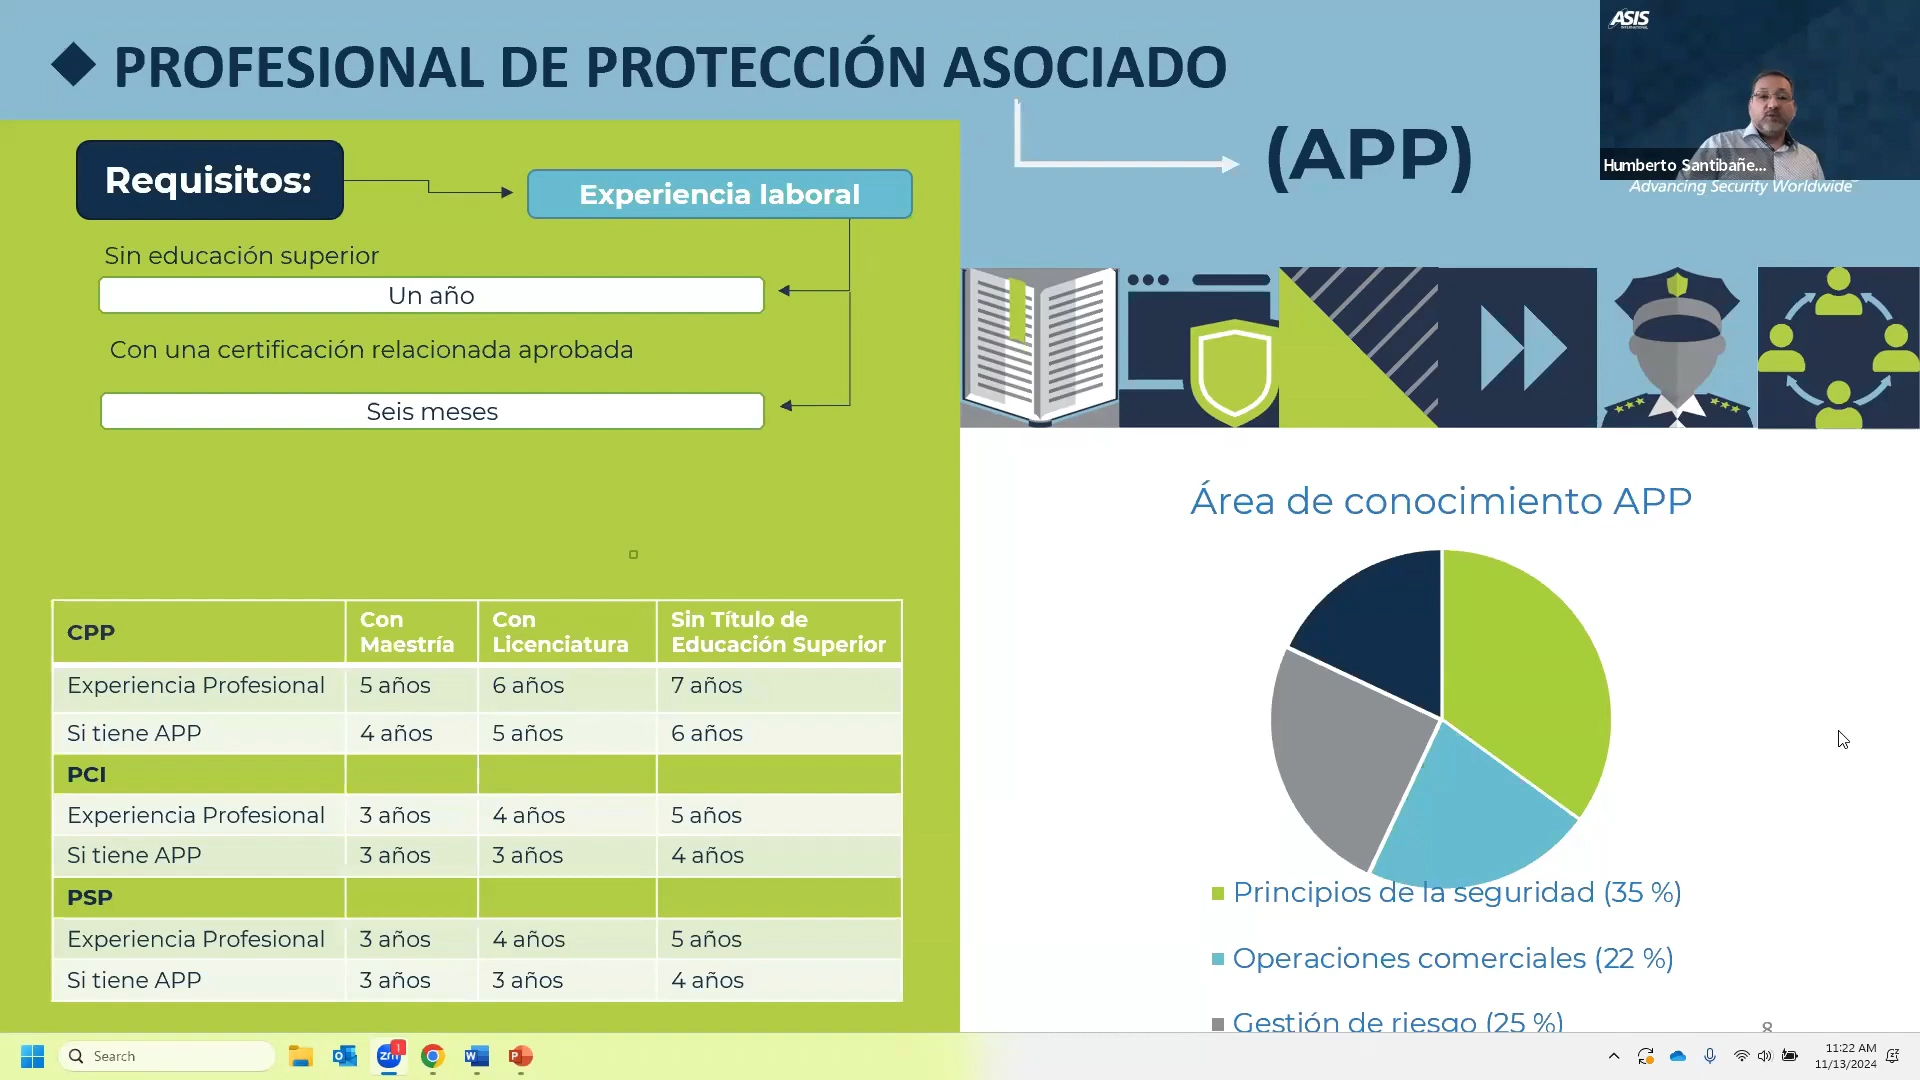 PROFESIONAL DE PROTECCIÓN ASOCIADO
(APP)
ASIS
INTERNATIONAL
Humberto Santibañe...
Advancing Security Worldwide
Requisitos:
Experiencia laboral
Sin educación superior
Un año
Con una certificación relacionada aprobada
Seis meses
CPP
Con
Maestría
Con
Licenciatura
Sin Título de
Educación Superior
Experiencia Profesional 5 años 6 años 7 años
Si tiene APP 4 años 5 años 6 años
PCI
Experiencia Profesional 3 años 4 años 5 años
Si tiene APP 3 años 3 años 4 años
PSP
Experiencia Profesional 3 años 4 años 5 años
Si tiene APP 3 años 3 años 4 años
Área de conocimiento APP
Principios de la seguridad (35 %)
Operaciones comerciales (22 %)
Gestión de riesgo (25 %)
8
Search
zm
1
11:22 AM
11/13/2024